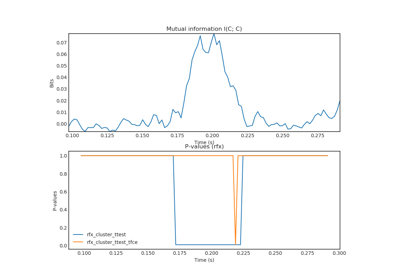 Mutual information I(C; C)
0.07
0.06
0.05
0.04
0.03
0.02
0.01
0.00
Bits
0.100 0.125 0.150 0.175 0.200 0.225 0.250 0.275
Time (s)
P-values (rfx)
1.0
0.8
0.6
0.4
0.2
0.0
P-values
rfx_cluster_ttest
rfx_cluster_ttest_tfce
0.100 0.125 0.150 0.175 0.200 0.225 0.250 0.275 0.300
Time (s)